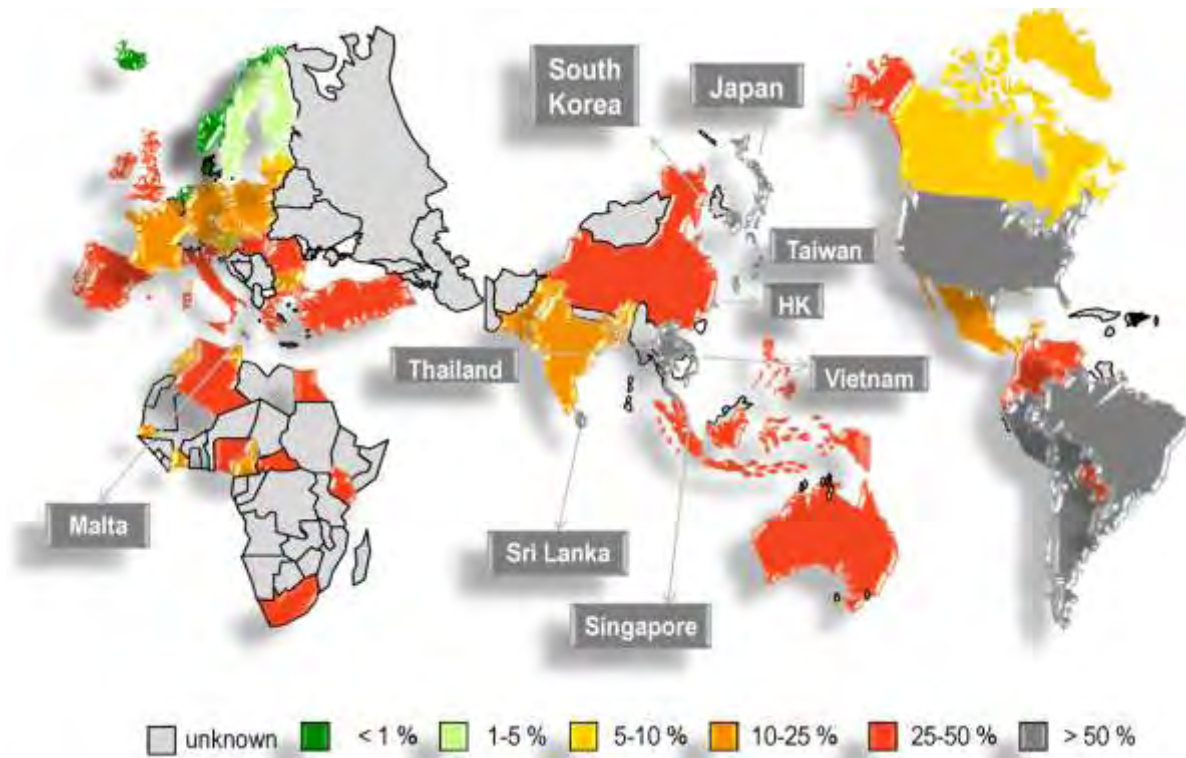 South
Korea
Japan
Taiwan
HK
Thailand
Vietnam
Malta
Sri Lanka
Singapore
unknown < 1 % 1-5 % 5-10 % 10-25 % 25-50 % > 50 %